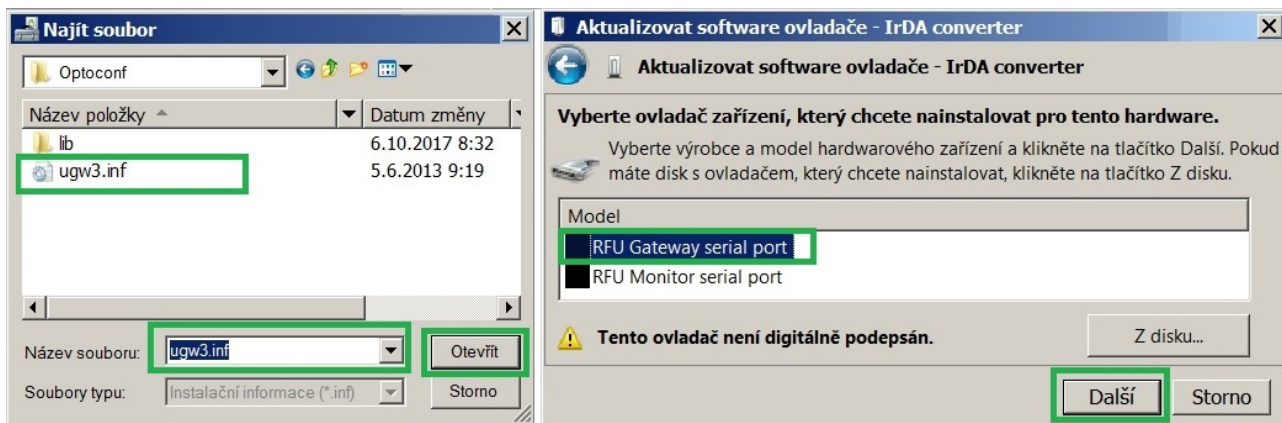 Najít soubor
Optoconf
Název položky
Datum změny
lib
6.10.2017 8:32
ugw3.inf
5.6.2013 9:19
Název souboru:
ugw3.inf
Otevřít
Soubory typu:
Instalační informace (*.inf)
Storno
Aktualizovat software ovladače - IrDA converter
Aktualizovat software ovladače - IrDA converter
Vyberte ovladač zařízení, který chcete nainstalovat pro tento hardware.
Vyberte výrobce a model hardwarového zařízení a klikněte na tlačítko Další. Pokud
máte disk s ovladačem, který chcete nainstalovat, klikněte na tlačítko Z disku.
Model
RFU Gateway serial port
RFU Monitor serial port
Tento ovladač není digitálně podepsán.
Z disku...
Další
Storno